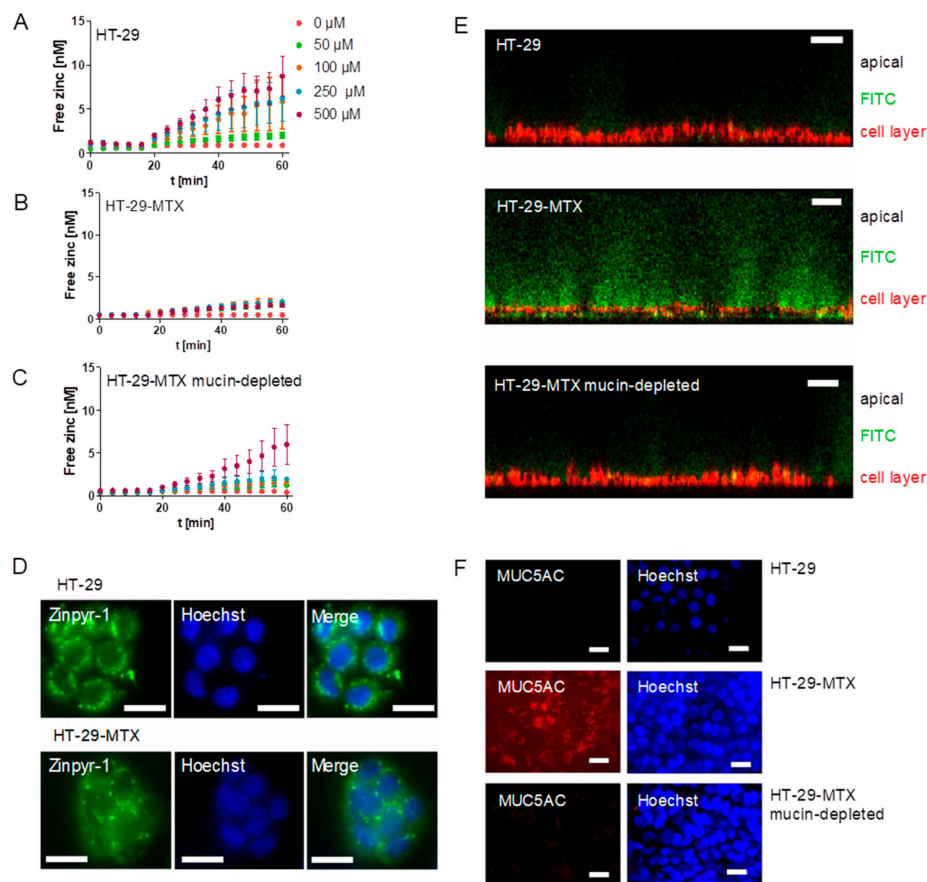 A
HT-29
Free zinc [nM]
15
10
5
0
0 20 40 60
t [min]
0 µM
50 µM
100 µM
250 µM
500 µM
B
HT-29-MTX
Free zinc [nM]
15
10
5
0
0 20 40 60
t [min]
C
HT-29-MTX mucin-depleted
Free zinc [nM]
15
10
5
0
0 20 40 60
t [min]
D
HT-29
Zinpyr-1 Hoechst Merge
HT-29-MTX
Zinpyr-1 Hoechst Merge
E
HT-29
apical
FITC
cell layer
HT-29-MTX
apical
FITC
cell layer
HT-29-MTX mucin-depleted
apical
FITC
cell layer
F
MUC5AC Hoechst HT-29
MUC5AC Hoechst HT-29-MTX
MUC5AC Hoechst HT-29-MTX
mucin-depleted